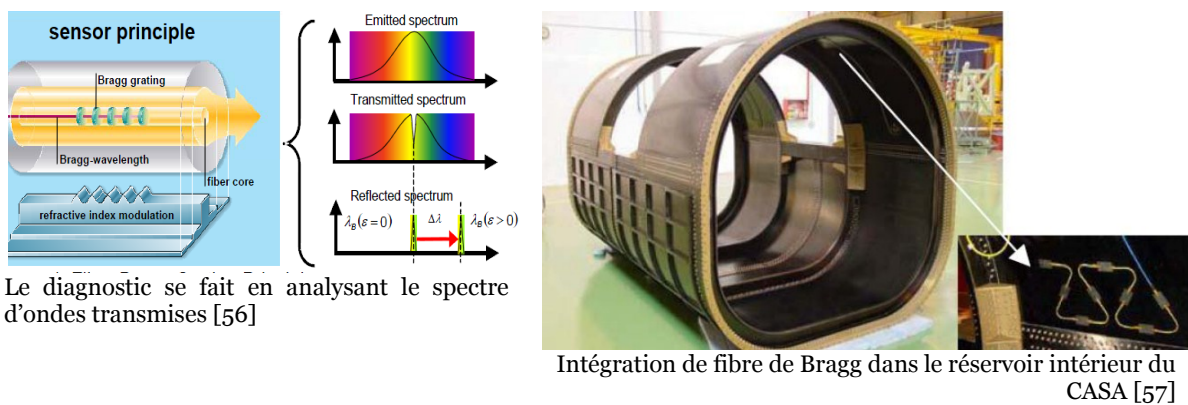 sensor principle
Bragg grating
Bragg-wavelength
fiber core
refractive index modulation
Emitted spectrum
Transmitted spectrum
Reflected spectrum
λ_B(ε=0)
Δλ
λ_B(ε>0)
Le diagnostic se fait en analysant le spectre
d'ondes transmises [56]
Intégration de fibre de Bragg dans le réservoir intérieur du
CASA [57]